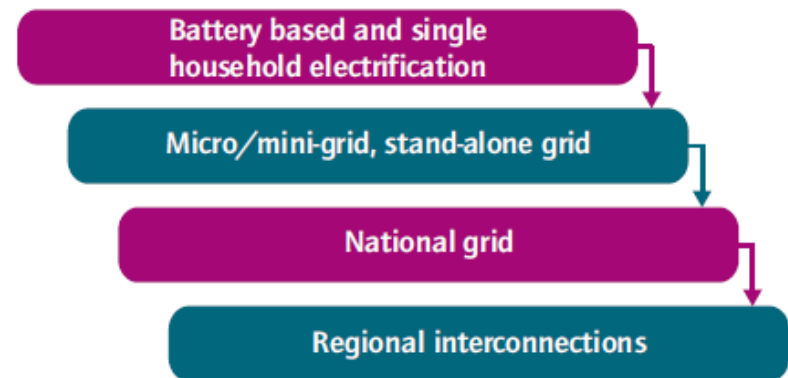 Battery based and single
household electrification
Micro/mini-grid, stand-alone grid
National grid
Regional interconnections